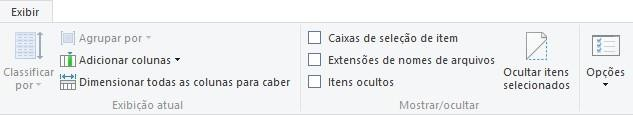 Exibir
Classificar
por
Agrupar por
Adicionar colunas
Dimensionar todas as colunas para caber
Exibição atual
Caixas de seleção de item
Extensões de nomes de arquivos
Itens ocultos
Ocultar itens
selecionados
Mostrar/ocultar
Opções